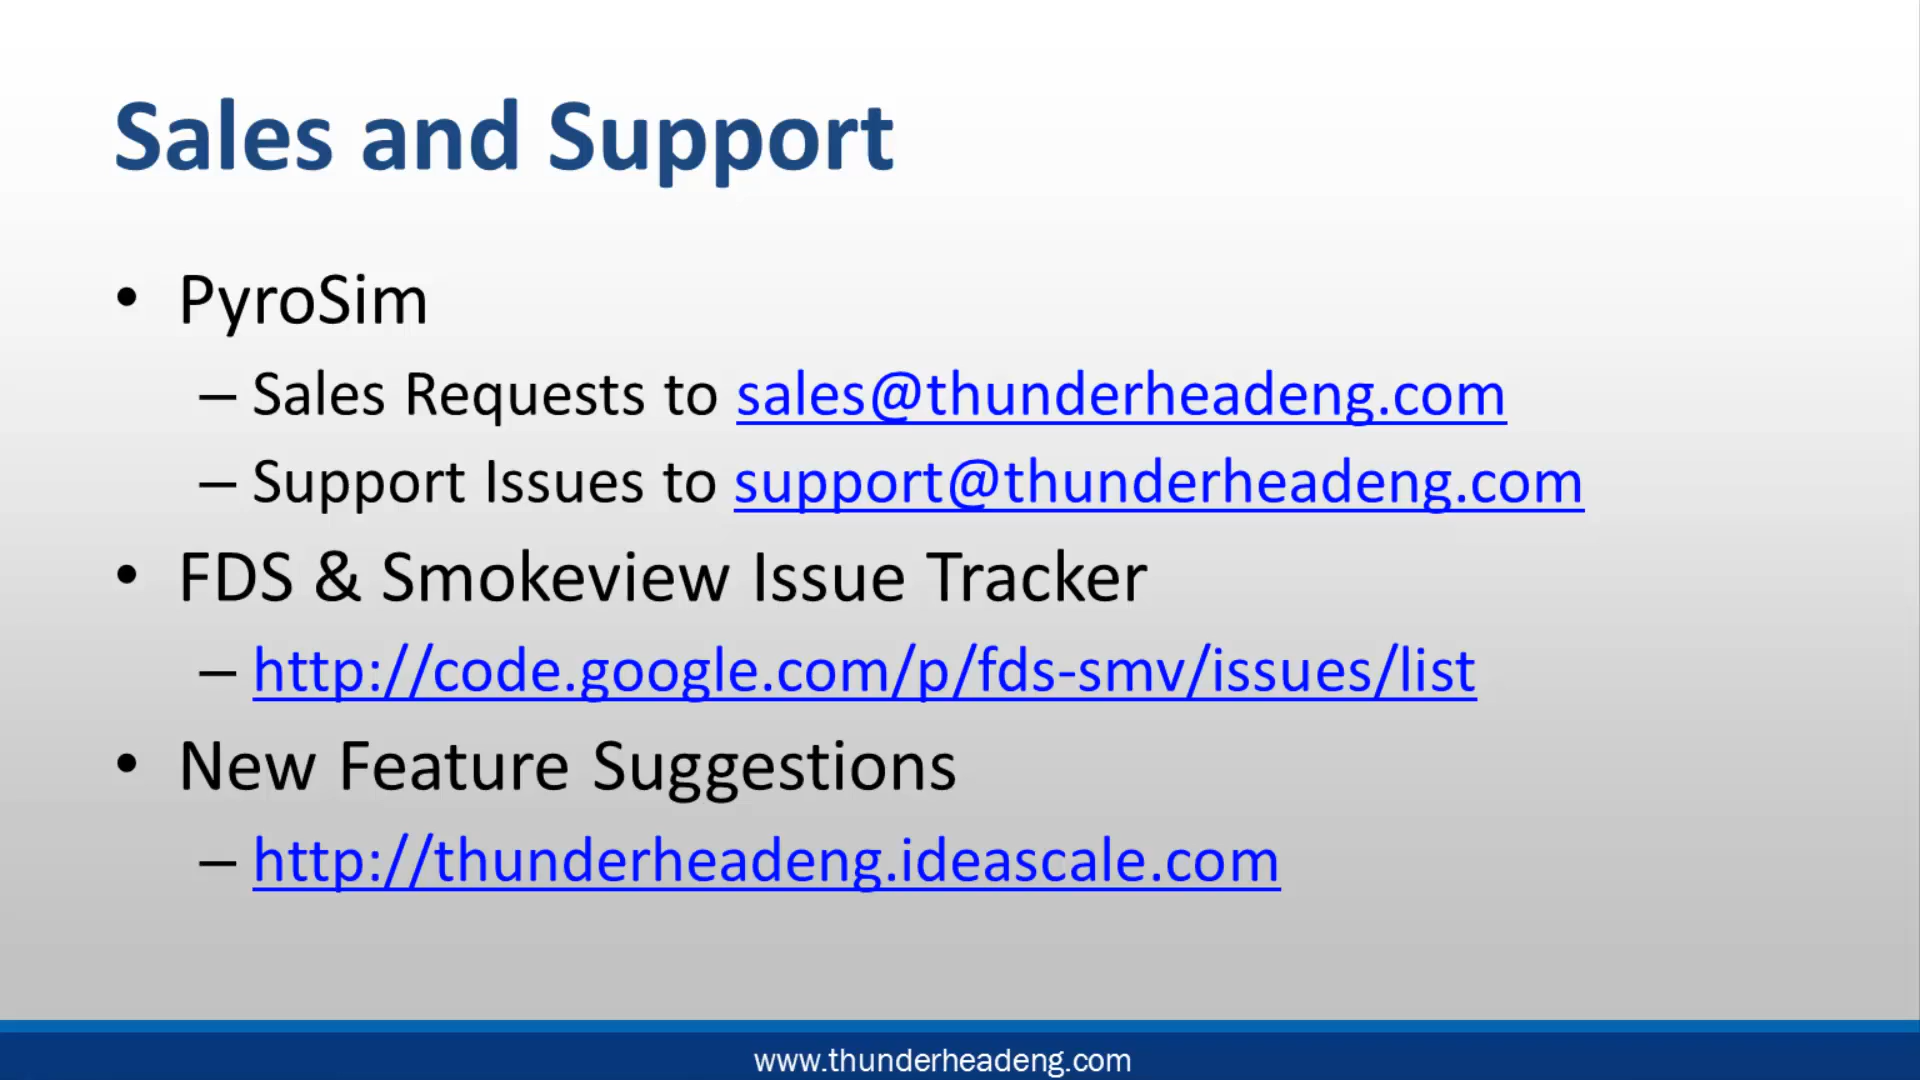 Sales and Support
• PyroSim
– Sales Requests to sales@thunderheadeng.com
– Support Issues to support@thunderheadeng.com
• FDS & Smokeview Issue Tracker
– http://code.google.com/p/fds-smv/issues/list
• New Feature Suggestions
– http://thunderheadeng.ideascale.com
www.thunderheadeng.com